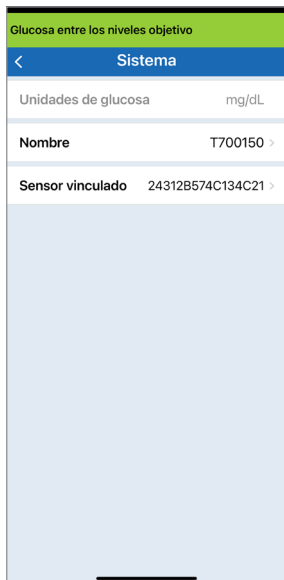 Glucosa entre los niveles objetivo
Sistema
Unidades de glucosa mg/dL
Nombre T700150
Sensor vinculado 24312B574C134C21